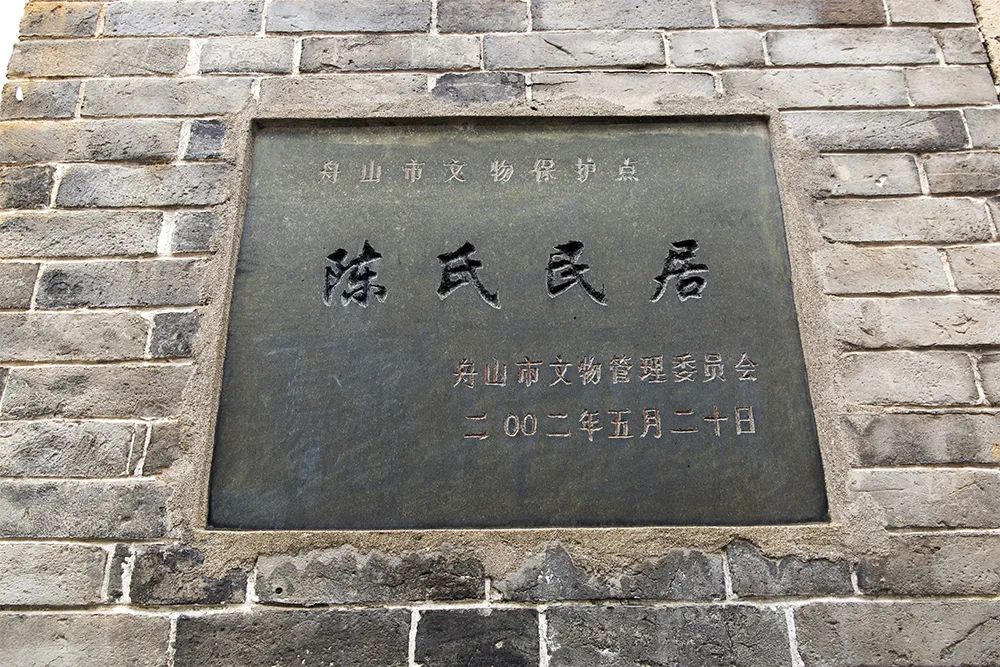 舟山市文物保护点
陈氏民居
舟山市文物管理委员会
二00二年五月二十日